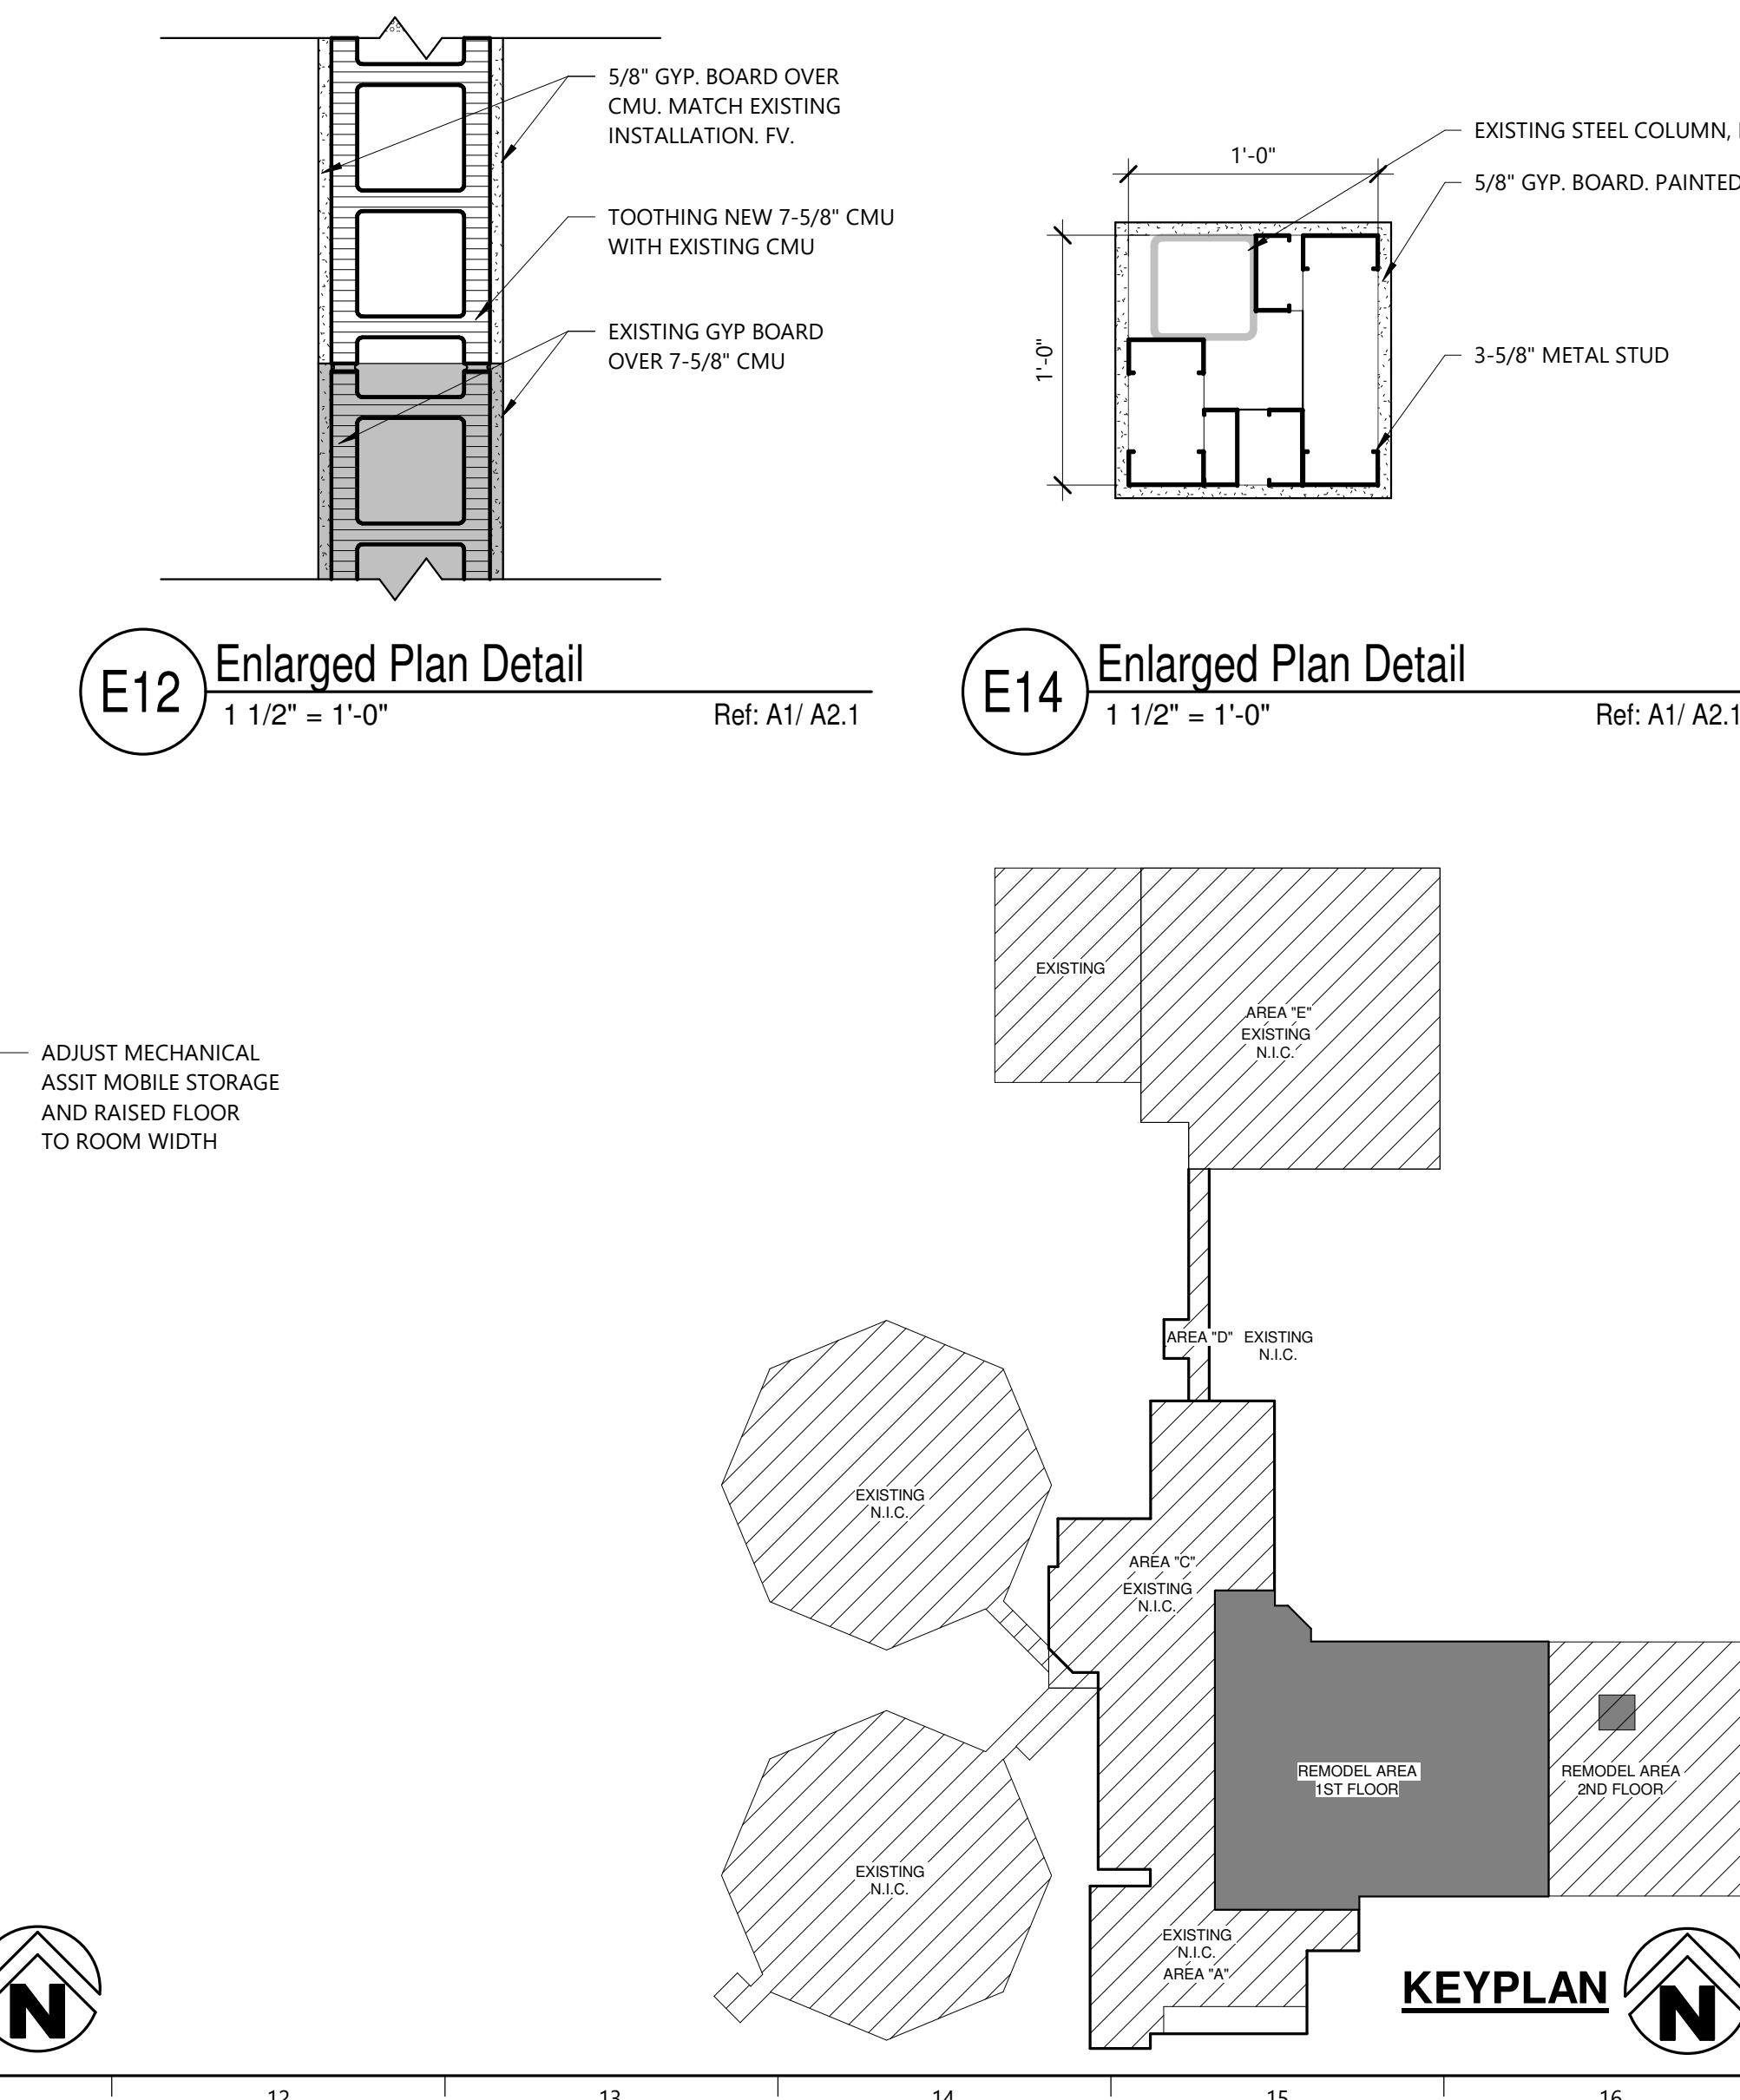 5/8" GYP. BOARD OVER
CMU. MATCH EXISTING
INSTALLATION. FV.
TOOTHING NEW 7-5/8" CMU
WITH EXISTING CMU
EXISTING GYP BOARD
OVER 7-5/8" CMU
E12
Enlarged Plan Detail
1 1/2" = 1'-0"
Ref: A1/ A2.1
1'-0"
1'-0"
EXISTING STEEL COLUMN,
5/8" GYP. BOARD. PAINTED
3-5/8" METAL STUD
E14
Enlarged Plan Detail
1 1/2" = 1'-0"
Ref: A1/ A2.1
ADJUST MECHANICAL
ASSIT MOBILE STORAGE
AND RAISED FLOOR
TO ROOM WIDTH
EXISTING
AREA "E"
EXISTING
N.I.C.
AREA "D" EXISTING
N.I.C.
EXISTING
N.I.C.
AREA "C"
EXISTING
N.I.C.
REMODEL AREA
1ST FLOOR
REMODEL AREA
2ND FLOOR
EXISTING
N.I.C.
EXISTING
N.I.C.
AREA "A"
N
KEYPLAN
N
12
13
14
15
16